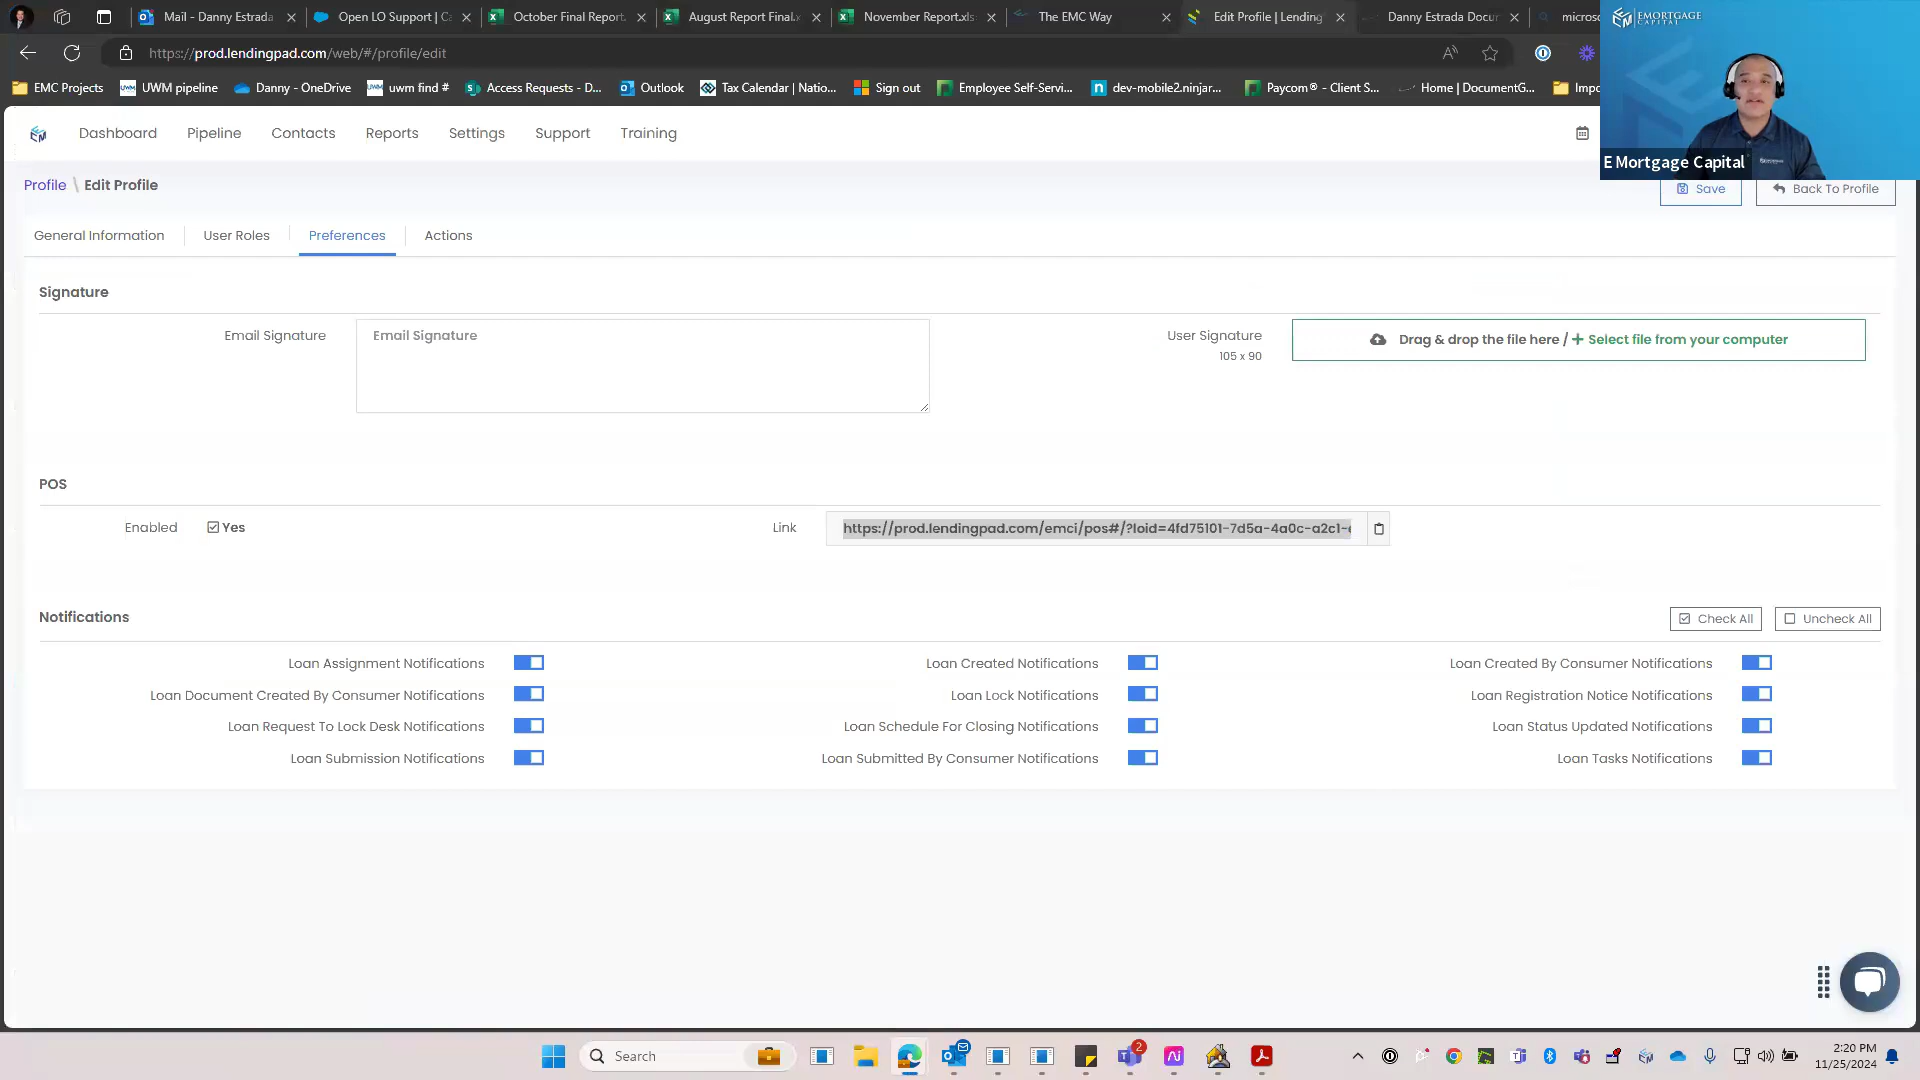 Mail - Danny Estrada
Open LO Support | C
October Final Report.
August Report Final.x
November Report.xls
The EMC Way
Edit Profile | Lending
Danny Estrada Docu
micros
https://prod.lendingpad.com/web/#/profile/edit
EMC Projects
UWM pipeline
Danny - OneDrive
uwm find #
Access Requests - D...
Outlook
Tax Calendar | Natio...
Sign out
Employee Self-Servi...
dev-mobile2.ninjar...
Paycom® - Client S...
Home | DocumentG...
Impo
EMORTGAGE
CAPITAL
E Mortgage Capital
Dashboard
Pipeline
Contacts
Reports
Settings
Support
Training
Profile \ Edit Profile
Save
Back To Profile
General Information
User Roles
Preferences
Actions
Signature
Email Signature
Email Signature
User Signature
105 x 90
Drag & drop the file here / + Select file from your computer
POS
Enabled
Yes
Link
https://prod.lendingpad.com/emci/pos#/?loid=4fd75101-7d5a-4a0c-a2c1-
Notifications
Check All
Uncheck All
Loan Assignment Notifications
Loan Created Notifications
Loan Created By Consumer Notifications
Loan Document Created By Consumer Notifications
Loan Lock Notifications
Loan Registration Notice Notifications
Loan Request To Lock Desk Notifications
Loan Schedule For Closing Notifications
Loan Status Updated Notifications
Loan Submission Notifications
Loan Submitted By Consumer Notifications
Loan Tasks Notifications
Search
2
2:20 PM
11/25/2024